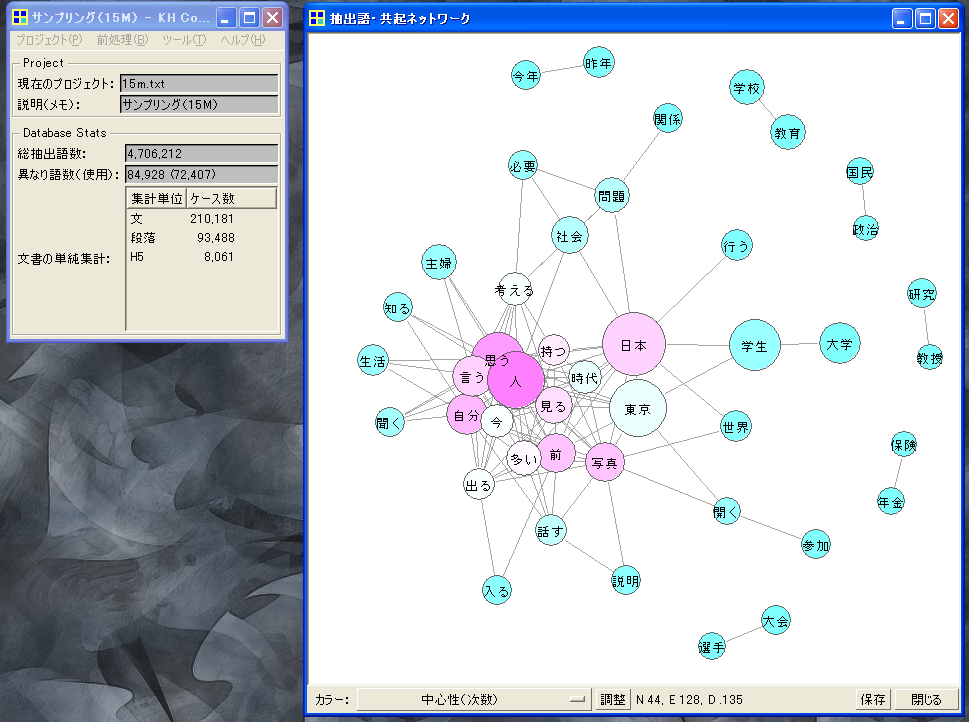 サンプリング(15M) - KH Co...
プロジェクト(P) 前処理(B) ツール(T) ヘルプ(H)
Project
現在のプロジェクト: 15m.txt
説明(メモ): サンプリング(15M)
Database Stats
総抽出語数: 4,706,212
異なり語数(使用): 84,928 (72,407)
集計単位 ケース数
文 210,181
段落 93,488
文書の単純集計: H5 8,061
抽出語・共起ネットワーク
今年
昨年
学校
教育
関係
必要
問題
国民
政治
社会
行う
主婦
考える
知る
研究
教授
生活
思う
持つ
日本
学生
大学
言う
人
時代
見る
東京
自分
今
聞く
世界
多い
前
写真
保険
年金
出る
開く
話す
参加
入る
説明
大会
選手
カラー: 中心性(次数) 調整 N 44, E 128, D .135 保存 閉じる